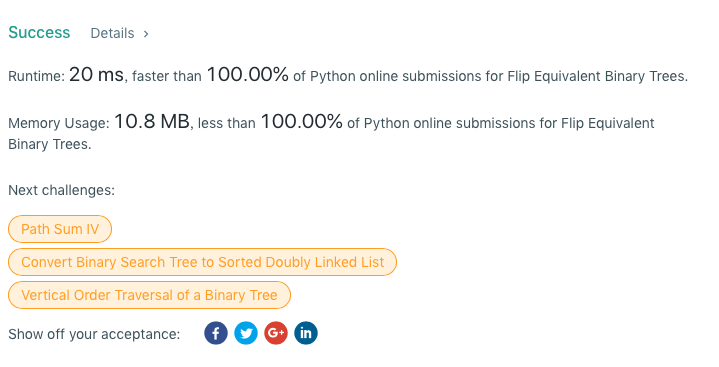 Success Details >
Runtime: 20 ms, faster than 100.00% of Python online submissions for Flip Equivalent Binary Trees.
Memory Usage: 10.8 MB, less than 100.00% of Python online submissions for Flip Equivalent
Binary Trees.
Next challenges:
Path Sum IV
Convert Binary Search Tree to Sorted Doubly Linked List
Vertical Order Traversal of a Binary Tree
Show off your acceptance: f G+ in